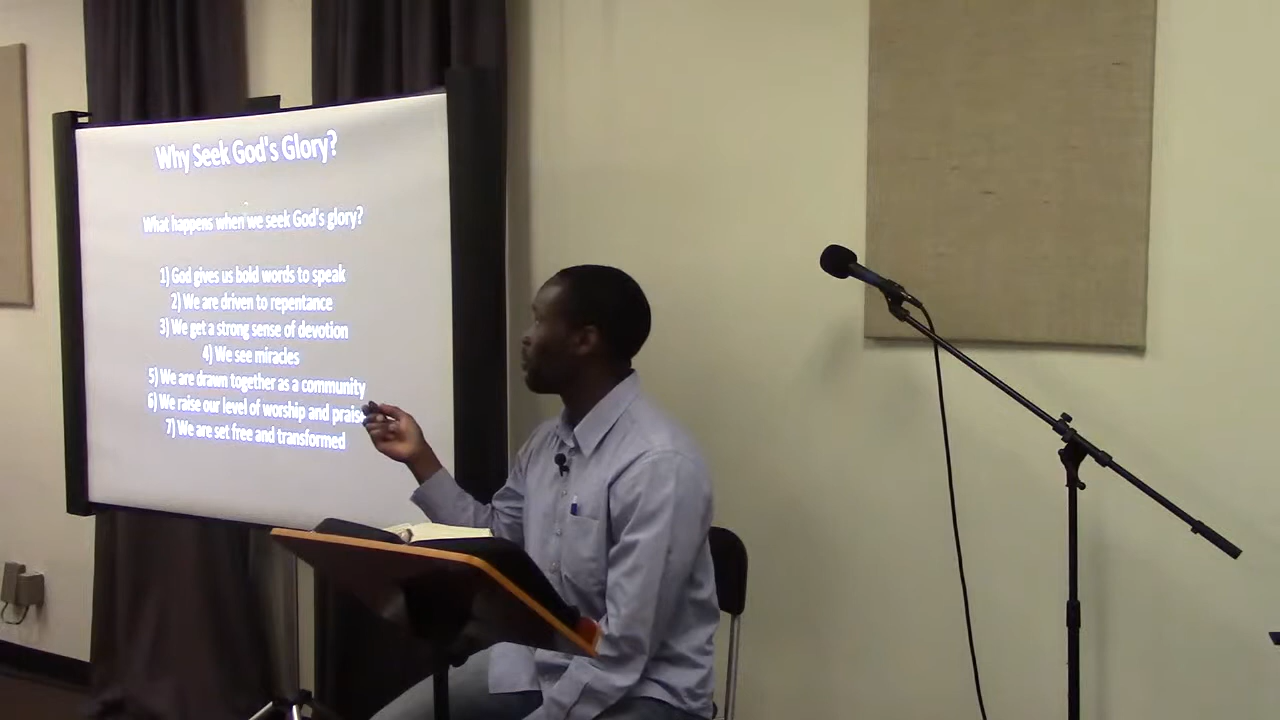 Why Seek God's Glory?
What happens when we seek God's glory?
1) God gives us bold words to speak
2) We are driven to repentance
3) We get a strong sense of devotion
4) We see miracles
5) We are drawn together as a community
6) We raise our level of worship and praise
7) We are set free and transformed